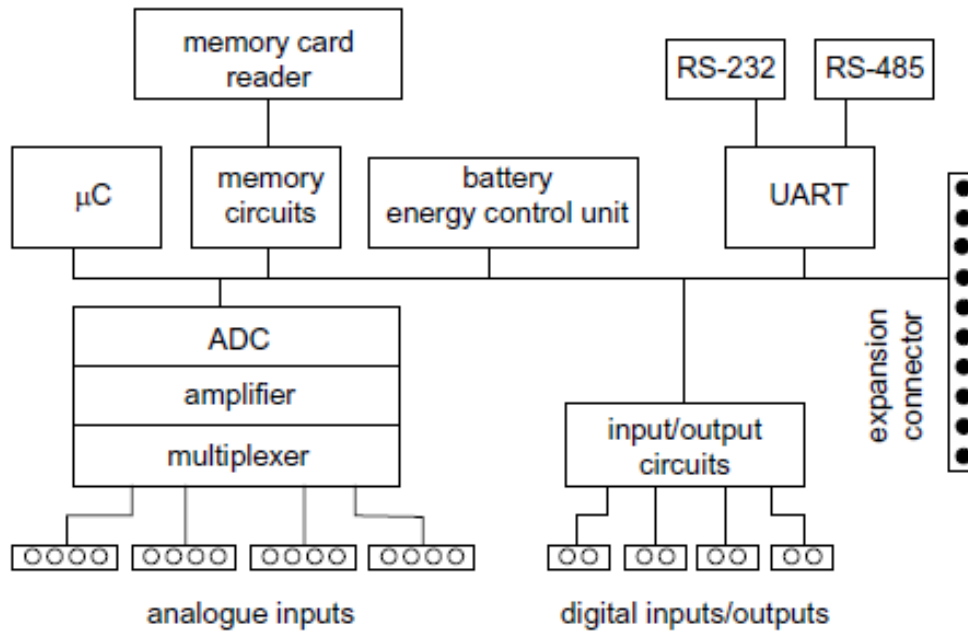 memory card
reader
RS-232
RS-485
μC
memory
circuits
battery
energy control unit
UART
ADC
amplifier
multiplexer
input/output
circuits
expansion
connector
analogue inputs
digital inputs/outputs